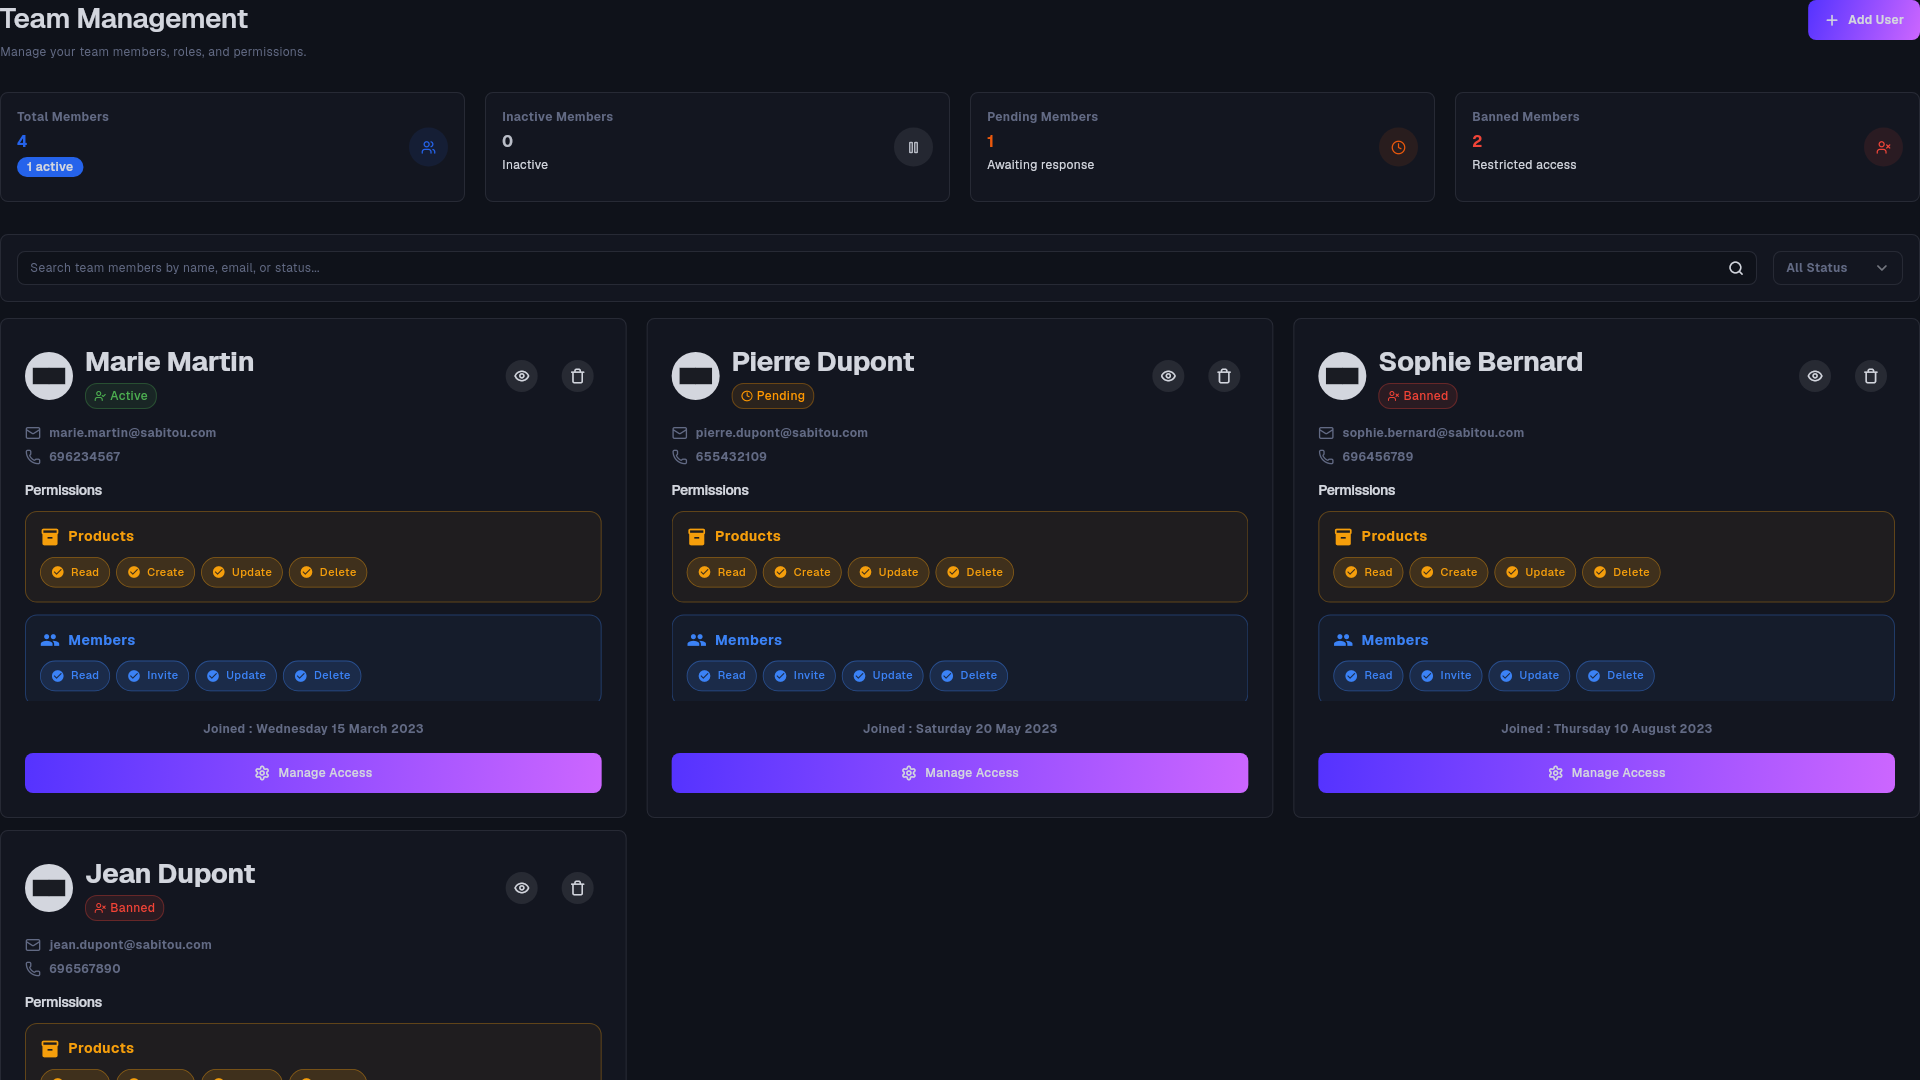 Team Management
Add User
Manage your team members, roles, and permissions.
Total Members
4
1 active
Inactive Members
0
Inactive
Pending Members
1
Awaiting response
Banned Members
2
Restricted access
Search team members by name, email, or status...
All Status
Marie Martin
Active
marie.martin@sabitou.com
696234567
Permissions
Products
Read Create Update Delete
Members
Read Invite Update Delete
Joined : Wednesday 15 March 2023
Manage Access
Pierre Dupont
Pending
pierre.dupont@sabitou.com
655432109
Permissions
Products
Read Create Update Delete
Members
Read Invite Update Delete
Joined : Saturday 20 May 2023
Manage Access
Sophie Bernard
Banned
sophie.bernard@sabitou.com
696456789
Permissions
Products
Read Create Update Delete
Members
Read Invite Update Delete
Joined : Thursday 10 August 2023
Manage Access
Jean Dupont
Banned
jean.dupont@sabitou.com
696567890
Permissions
Products